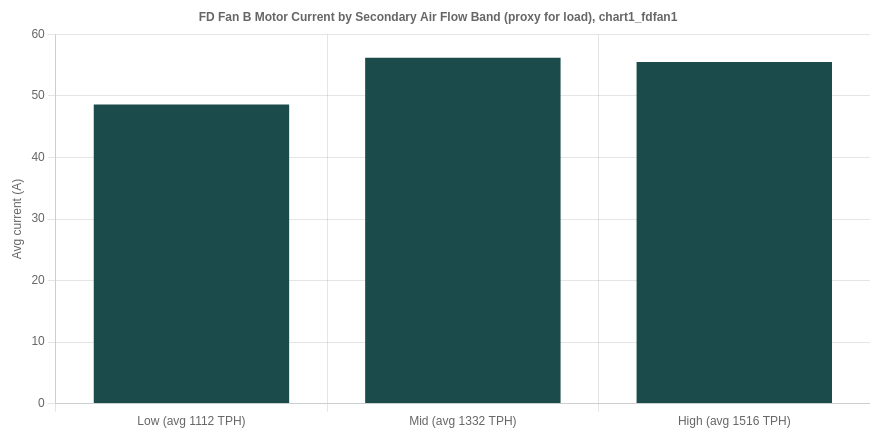 FD Fan B Motor Current by Secondary Air Flow Band (proxy for load), chart1_fdfan1
Avg current (A)
60
50
40
30
20
10
0
Low (avg 1112 TPH)
Mid (avg 1332 TPH)
High (avg 1516 TPH)